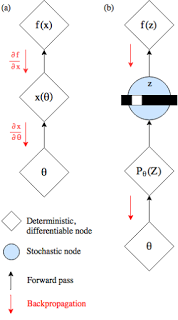 (a)
f(x)
∂f
∂x
x(θ)
∂x
∂θ
θ
(b)
f(z)
z
Pθ(Z)
θ
Deterministic,
differentiable node
Stochastic node
Forward pass
Backpropagation